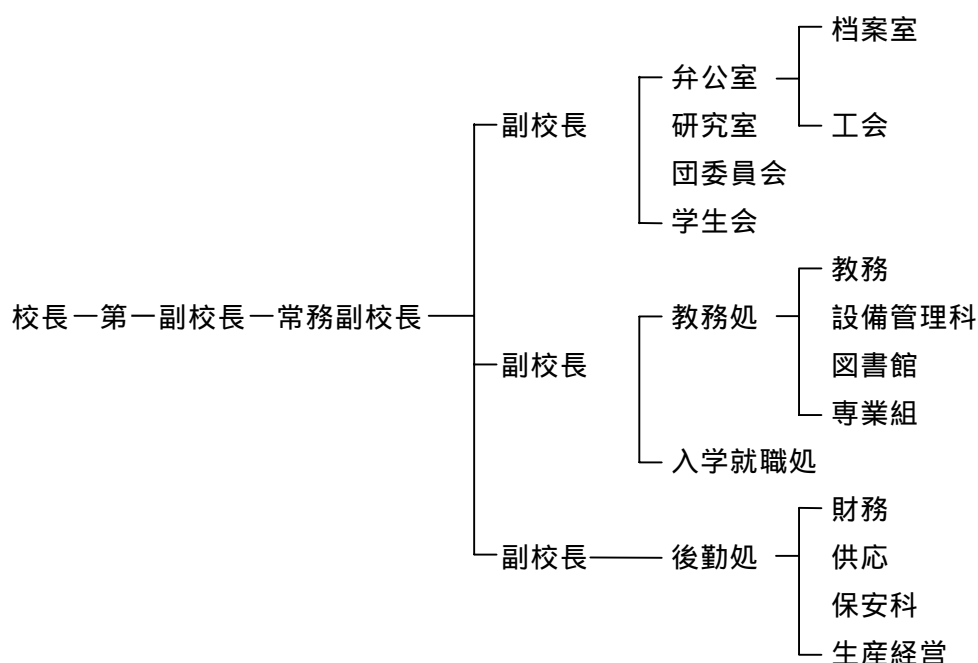 档案室
弁公室
副校長
研究室
工会
団委員会
学生会
教務
校長 第一副校長 常務副校長
教務処
設備管理科
副校長
図書館
専業組
入学就職処
財務
副校長
後勤処
供応
保安科
生産経営